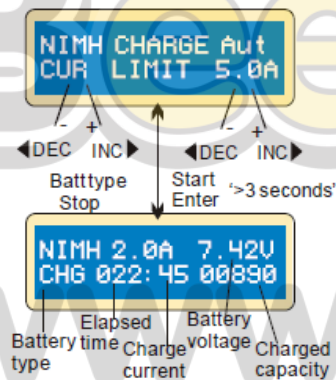 NIMH CHARGE Aut
CUR LIMIT 5.0A
- + - +
◀DEC INC▶ ◀DEC INC▶
Batt type Start
Stop Enter '>3 seconds'
NIMH 2.0A 7.42V
CHG 022:45 00890
Battery type
Elapsed time
Charge current
Battery voltage
Charged capacity